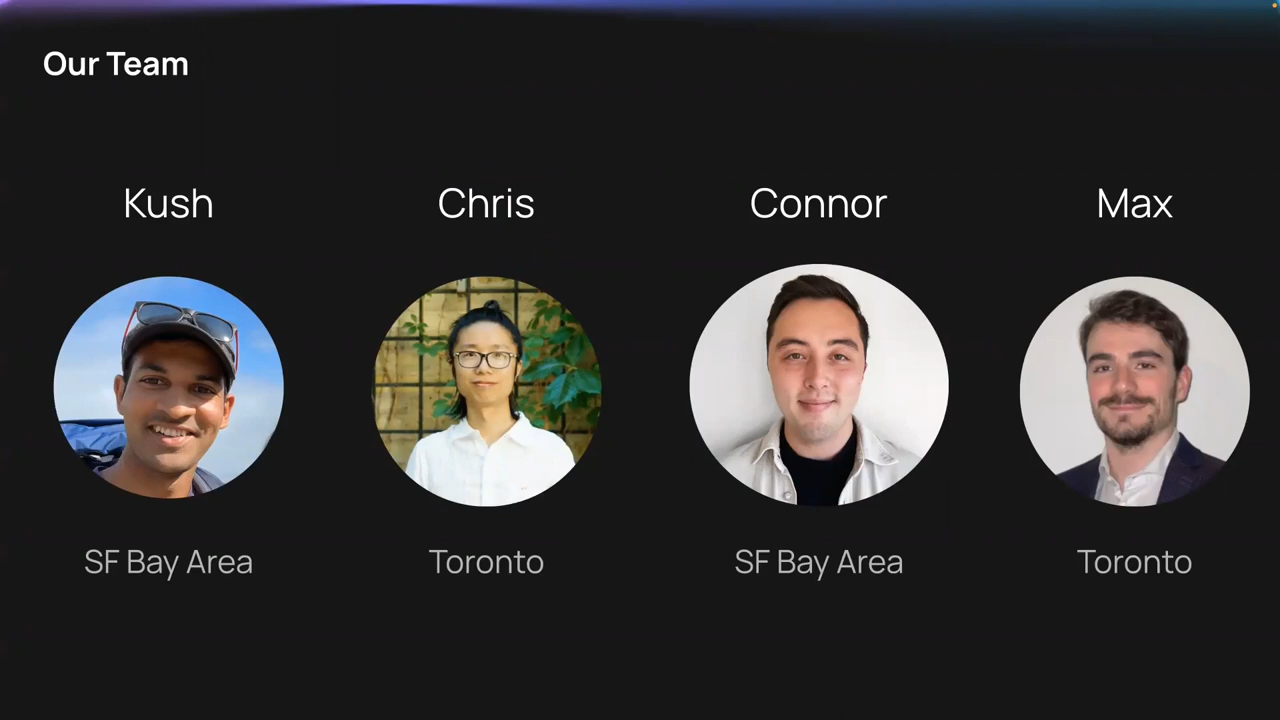 Our Team
Kush
Chris
Connor
Max
SF Bay Area
Toronto
SF Bay Area
Toronto